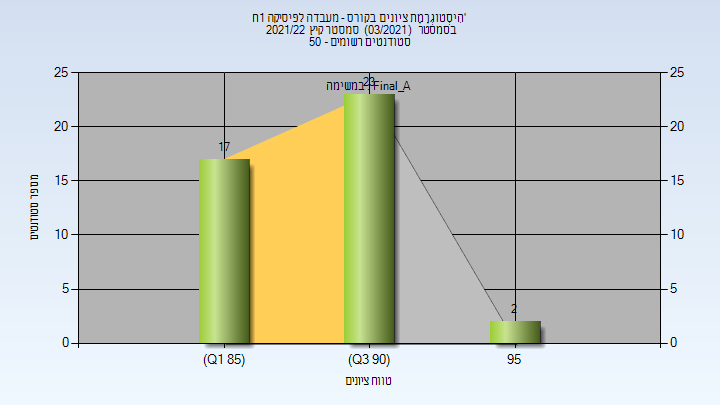 היסטוגרמת ציונים בקורס - מעבדה לפיסיקה 1ח'
בסמסטר (03/2021) סמסטר קיץ 2021/22
סטודנטים רשומים - 50
במשימה: Final_A
25
20
15
10
5
0
25
20
15
10
5
0
17
23
2
מספר סטודנטים
(Q1 85)
(Q3 90)
95
טווח ציונים